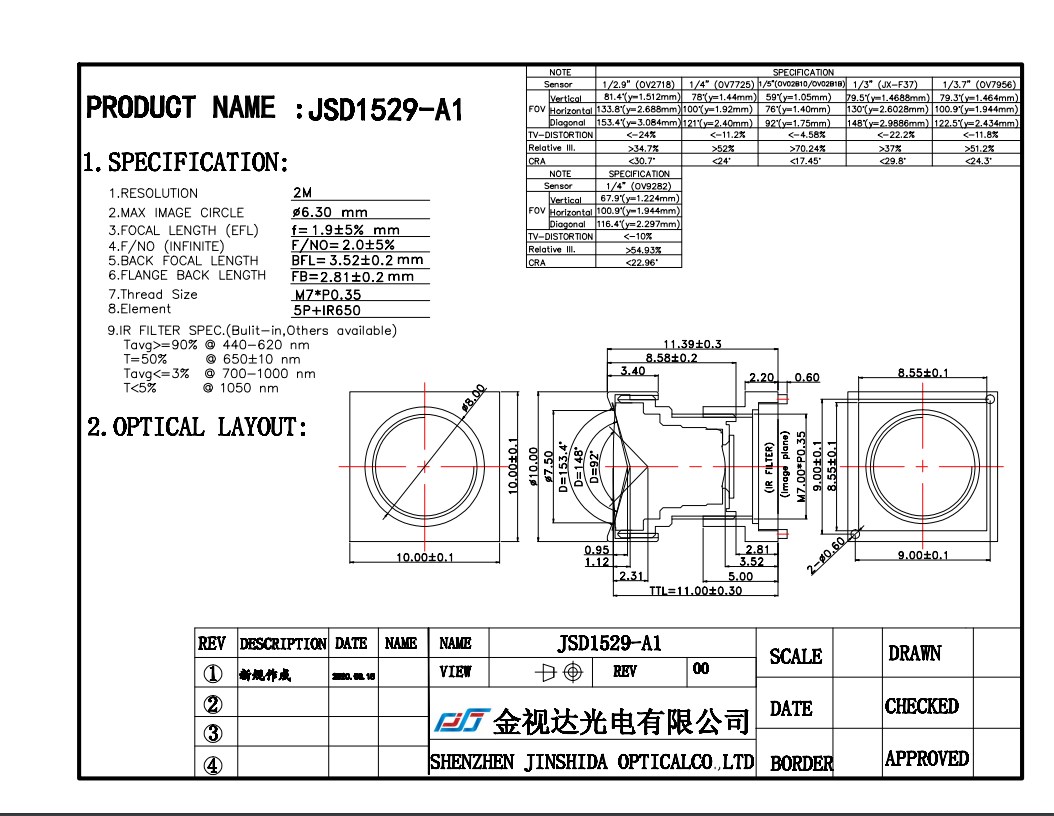 PRODUCT NAME :JSD1529-A1
1.SPECIFICATION:
1.RESOLUTION 2M
2.MAX IMAGE CIRCLE ø6.30 mm
3.FOCAL LENGTH (EFL) f=1.9±5% mm
4.F/NO (INFINITE) F/NO=2.0±5%
5.BACK FOCAL LENGTH BFL=3.52±0.2 mm
6.FLANGE BACK LENGTH FB=2.81±0.2 mm
7.Thread Size M7*P0.35
8.Element 5P+IR650
9.IR FILTER SPEC.(Bulit-in,Others available)
Tavg>=90% @ 440-620 nm
T=50% @ 650±10 nm
Tavg<=3% @ 700-1000 nm
T<5% @ 1050 nm
2.OPTICAL LAYOUT:
NOTE SPECIFICATION
Sensor 1/2.9" (OV2718) 1/4" (OV7725) 1/5"(OV02B10/OV02B1B) 1/3" (JX-F37) 1/3.7" (OV7956)
FOV Vertical 81.4°(y=1.512mm) 78°(y=1.44mm) 59°(y=1.05mm) 79.5°(y=1.4688mm) 79.3°(y=1.464mm)
Horizontal 133.8°(y=2.688mm) 100°(y=1.92mm) 76°(y=1.40mm) 130°(y=2.6028mm) 100.9°(y=1.944mm)
Diagonal 153.4°(y=3.084mm) 121°(y=2.40mm) 92°(y=1.75mm) 148°(y=2.9886mm) 122.5°(y=2.434mm)
TV-DISTORTION <-24% <-11.2% <-4.58% <-22.2% <-11.8%
Relative Ill. >34.7% >52% >70.24% >37% >51.2%
CRA <30.7° <24° <17.45° <29.8° <24.3°
NOTE SPECIFICATION
Sensor 1/4" (OV9282)
FOV Vertical 67.9°(y=1.224mm)
Horizontal 100.9°(y=1.944mm)
Diagonal 116.4°(y=2.297mm)
TV-DISTORTION <-10%
Relative Ill. >54.93%
CRA <22.96°
ø8.00
10.00±0.1
10.00±0.1
11.39±0.3
8.58±0.2
3.40
2.20
0.60
ø10.00
ø7.50
D=153.4°
D=148°
D=92°
(IR FILTER)
(image plane)
M7.00*P0.35
0.95
1.12
2.31
2.81
3.52
5.00
TTL=11.00±0.30
8.55±0.1
9.00±0.1
8.55±0.1
2-ø0.60
9.00±0.1
REV DESCRIPTION DATE NAME NAME JSD1529-A1 SCALE DRAWN
① 新规作成 VIEW REV 00
② DATE CHECKED
③ 金视达光电有限公司
④ SHENZHEN JINSHIDA OPTICALCO.,LTD BORDER APPROVED